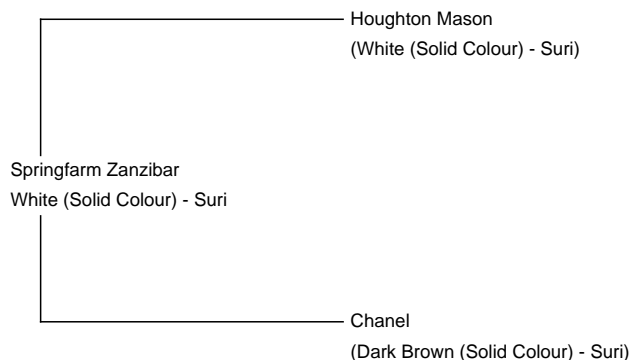 Houghton Mason
(White (Solid Colour) - Suri)
Springfarm Zanzibar
White (Solid Colour) - Suri
Chanel
(Dark Brown (Solid Colour) - Suri)